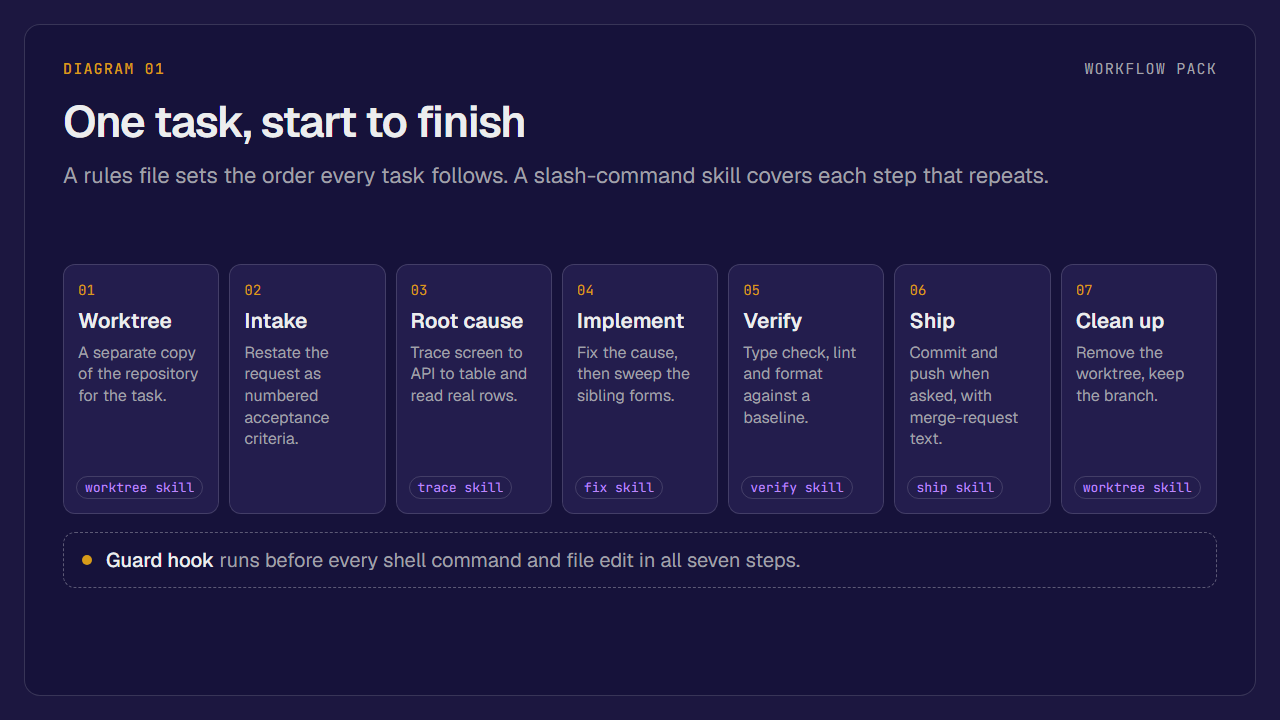 DIAGRAM 01
WORKFLOW PACK
One task, start to finish
A rules file sets the order every task follows. A slash-command skill covers each step that repeats.
01
Worktree
A separate copy
of the repository
for the task.
worktree skill
02
Intake
Restate the
request as
numbered
acceptance
criteria.
03
Root cause
Trace screen to
API to table and
read real rows.
trace skill
04
Implement
Fix the cause,
then sweep the
sibling forms.
fix skill
05
Verify
Type check, lint
and format
against a
baseline.
verify skill
06
Ship
Commit and
push when
asked, with
merge-request
text.
ship skill
07
Clean up
Remove the
worktree, keep
the branch.
worktree skill
Guard hook runs before every shell command and file edit in all seven steps.